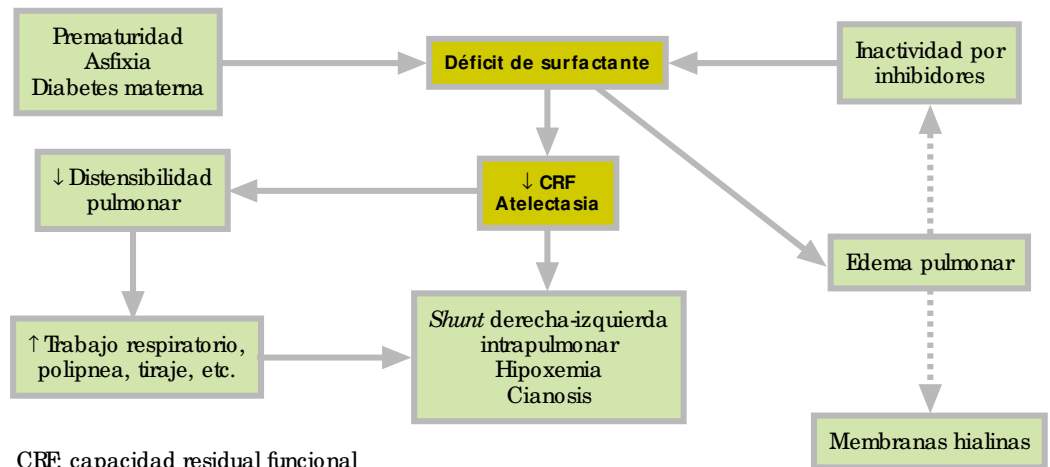 Prematuridad
Asfixia
Diabetes materna
Déficit de surfactante
Inactividad por
inhibidores
↓ Distensibilidad
pulmonar
↓ CRF
Atelectasia
Edema pulmonar
↑ Trabajo respiratorio,
polipnea, tiraje, etc.
Shunt derecha-izquierda
intrapulmonar
Hipoxemia
Cianosis
Membranas hialinas
CRF: capacidad residual funcional